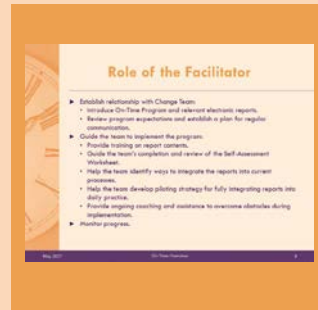 Role of the Facilitator
► Establish relationship with Change Team.
• Introduce On-Time Program and relevant electronic reports.
• Review program expectations and establish a plan for regular
communication.
► Guide the team to implement the program:
• Provide training on report contents.
• Guide the team's completion and review of the Self-Assessment
Worksheet.
• Help the team identify ways to integrate the reports into current
processes.
• Help the team develop piloting strategy for fully integrating reports into
daily practice.
• Provide ongoing coaching and assistance to overcome obstacles during
implementation.
► Monitor progress.
May 2017
On-Time Overview